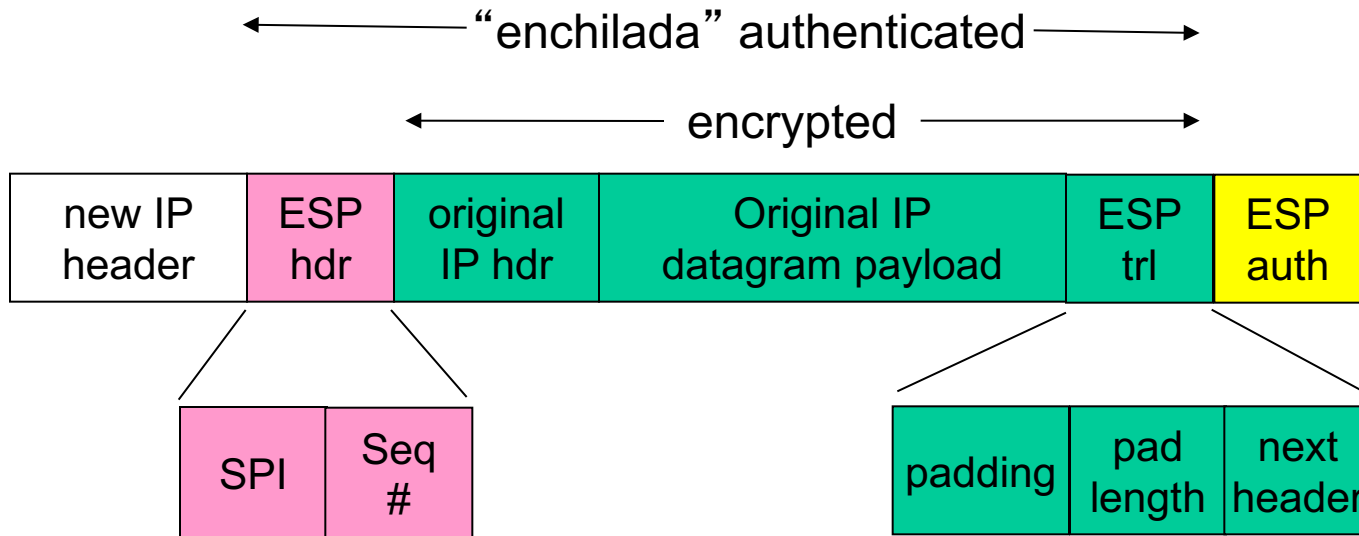 “enchilada” authenticated
encrypted
new IP
header
ESP
hdr
original
IP hdr
Original IP
datagram payload
ESP
trl
ESP
auth
SPI
Seq
#
padding
pad
length
next
header